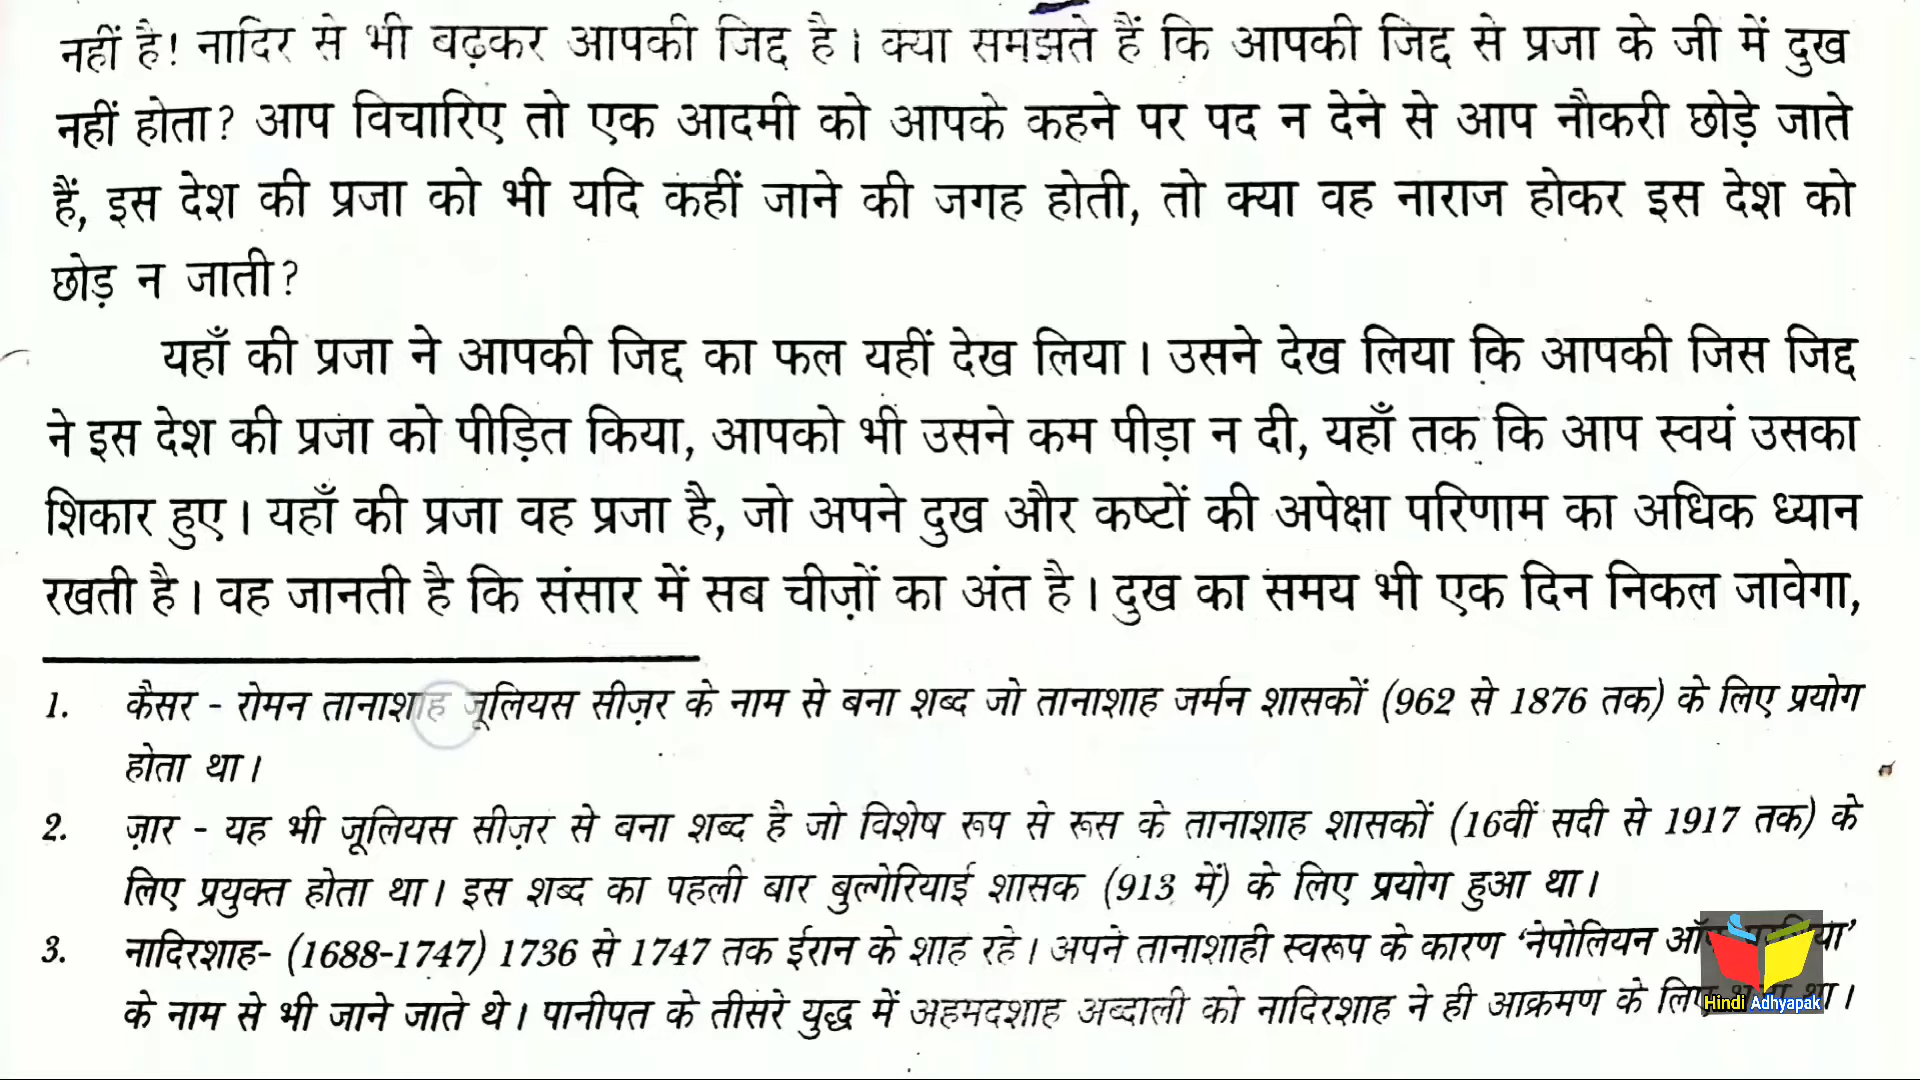 नहीं है! नादिर से भी बढ़कर आपकी जिद्द है। क्या समझते हैं कि आपकी जिद्द से प्रजा के जी में दुख
नहीं होता? आप विचारिए तो एक आदमी को आपके कहने पर पद न देने से आप नौकरी छोड़े जाते
हैं, इस देश की प्रजा को भी यदि कहीं जाने की जगह होती, तो क्या वह नाराज होकर इस देश को
छोड़ न जाती?
यहाँ की प्रजा ने आपकी जिद्द का फल यहीं देख लिया। उसने देख लिया कि आपकी जिस जिद्द
ने इस देश की प्रजा को पीड़ित किया, आपको भी उसने कम पीड़ा न दी, यहाँ तक कि आप स्वयं उसका
शिकार हुए। यहाँ की प्रजा वह प्रजा है, जो अपने दुख और कष्टों की अपेक्षा परिणाम का अधिक ध्यान
रखती है। वह जानती है कि संसार में सब चीज़ों का अंत है। दुख का समय भी एक दिन निकल जावेगा,
1. कैसर - रोमन तानाशाह जूलियस सीज़र के नाम से बना शब्द जो तानाशाह जर्मन शासकों (962 से 1876 तक) के लिए प्रयोग
होता था।
2. ज़ार - यह भी जूलियस सीज़र से बना शब्द है जो विशेष रूप से रूस के तानाशाह शासकों (16वीं सदी से 1917 तक) के
लिए प्रयुक्त होता था। इस शब्द का पहली बार बुल्गेरियाई शासक (913 में) के लिए प्रयोग हुआ था।
3. नादिरशाह- (1688-1747) 1736 से 1747 तक ईरान के शाह रहे। अपने तानाशाही स्वरूप के कारण 'नेपोलियन
के नाम से भी जाने जाते थे। पानीपत के तीसरे युद्ध में अहमदशाह अब्दाली को नादिरशाह ने ही आक्रमण के लिए था।
Hindi Adhyapak